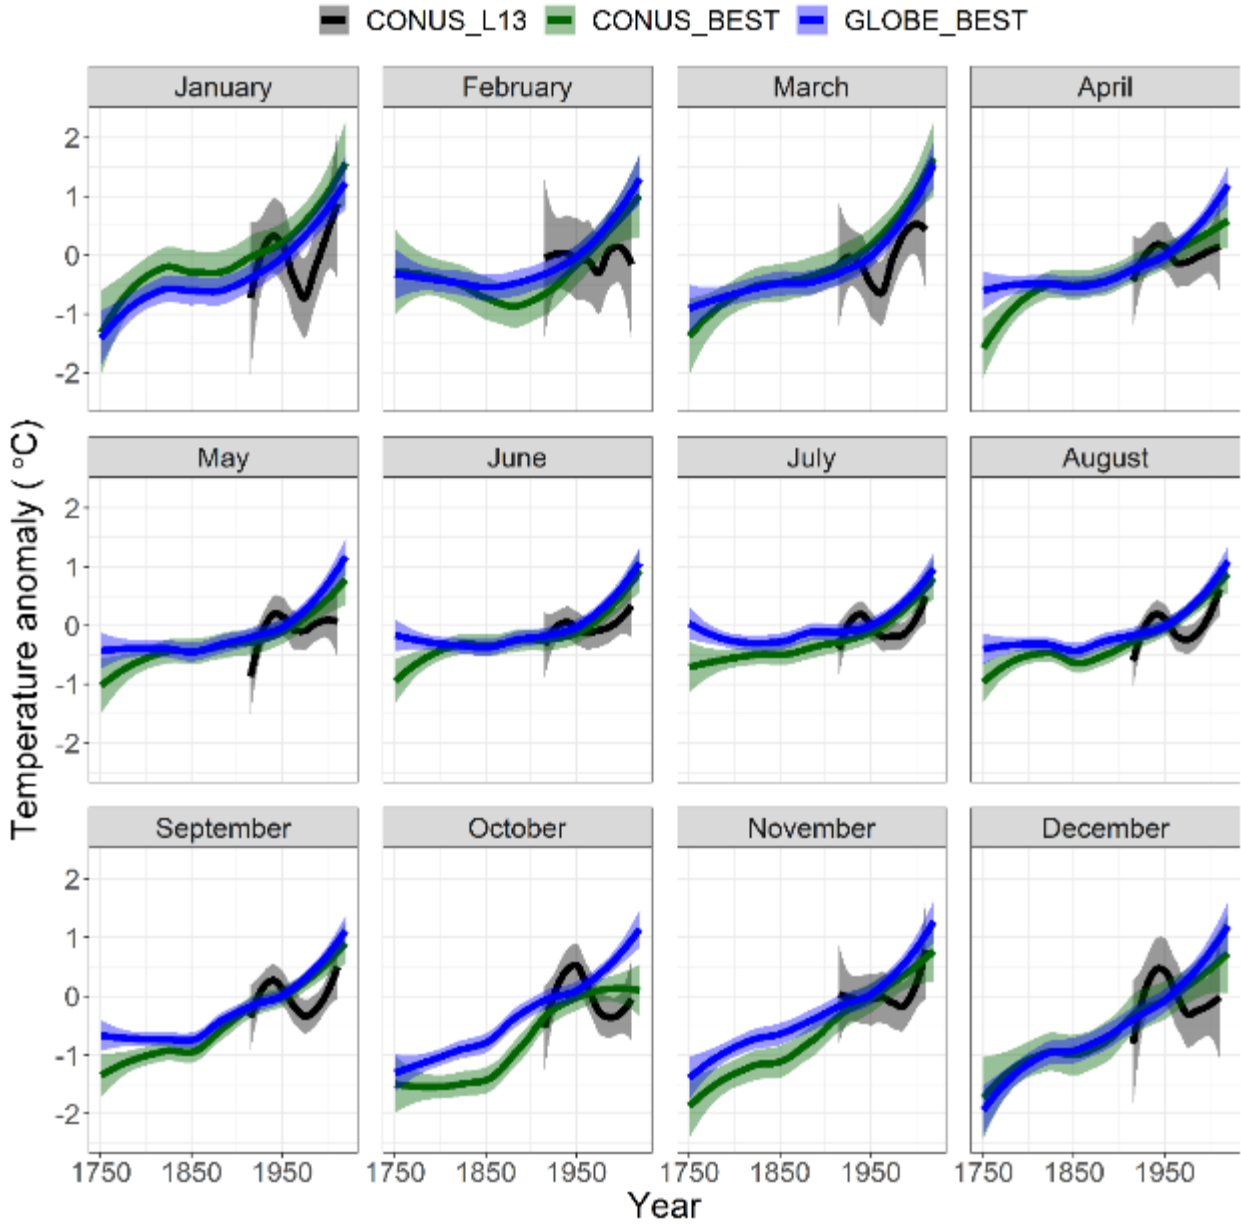 CONUS_L13 CONUS_BEST GLOBE_BEST
January February March April
2
1
0
-1
-2
May June July August
2
1
0
-1
-2
September October November December
2
1
0
-1
-2
1750 1850 1950 1750 1850 1950 1750 1850 1950 1750 1850 1950
Year
Temperature anomaly ( °C)